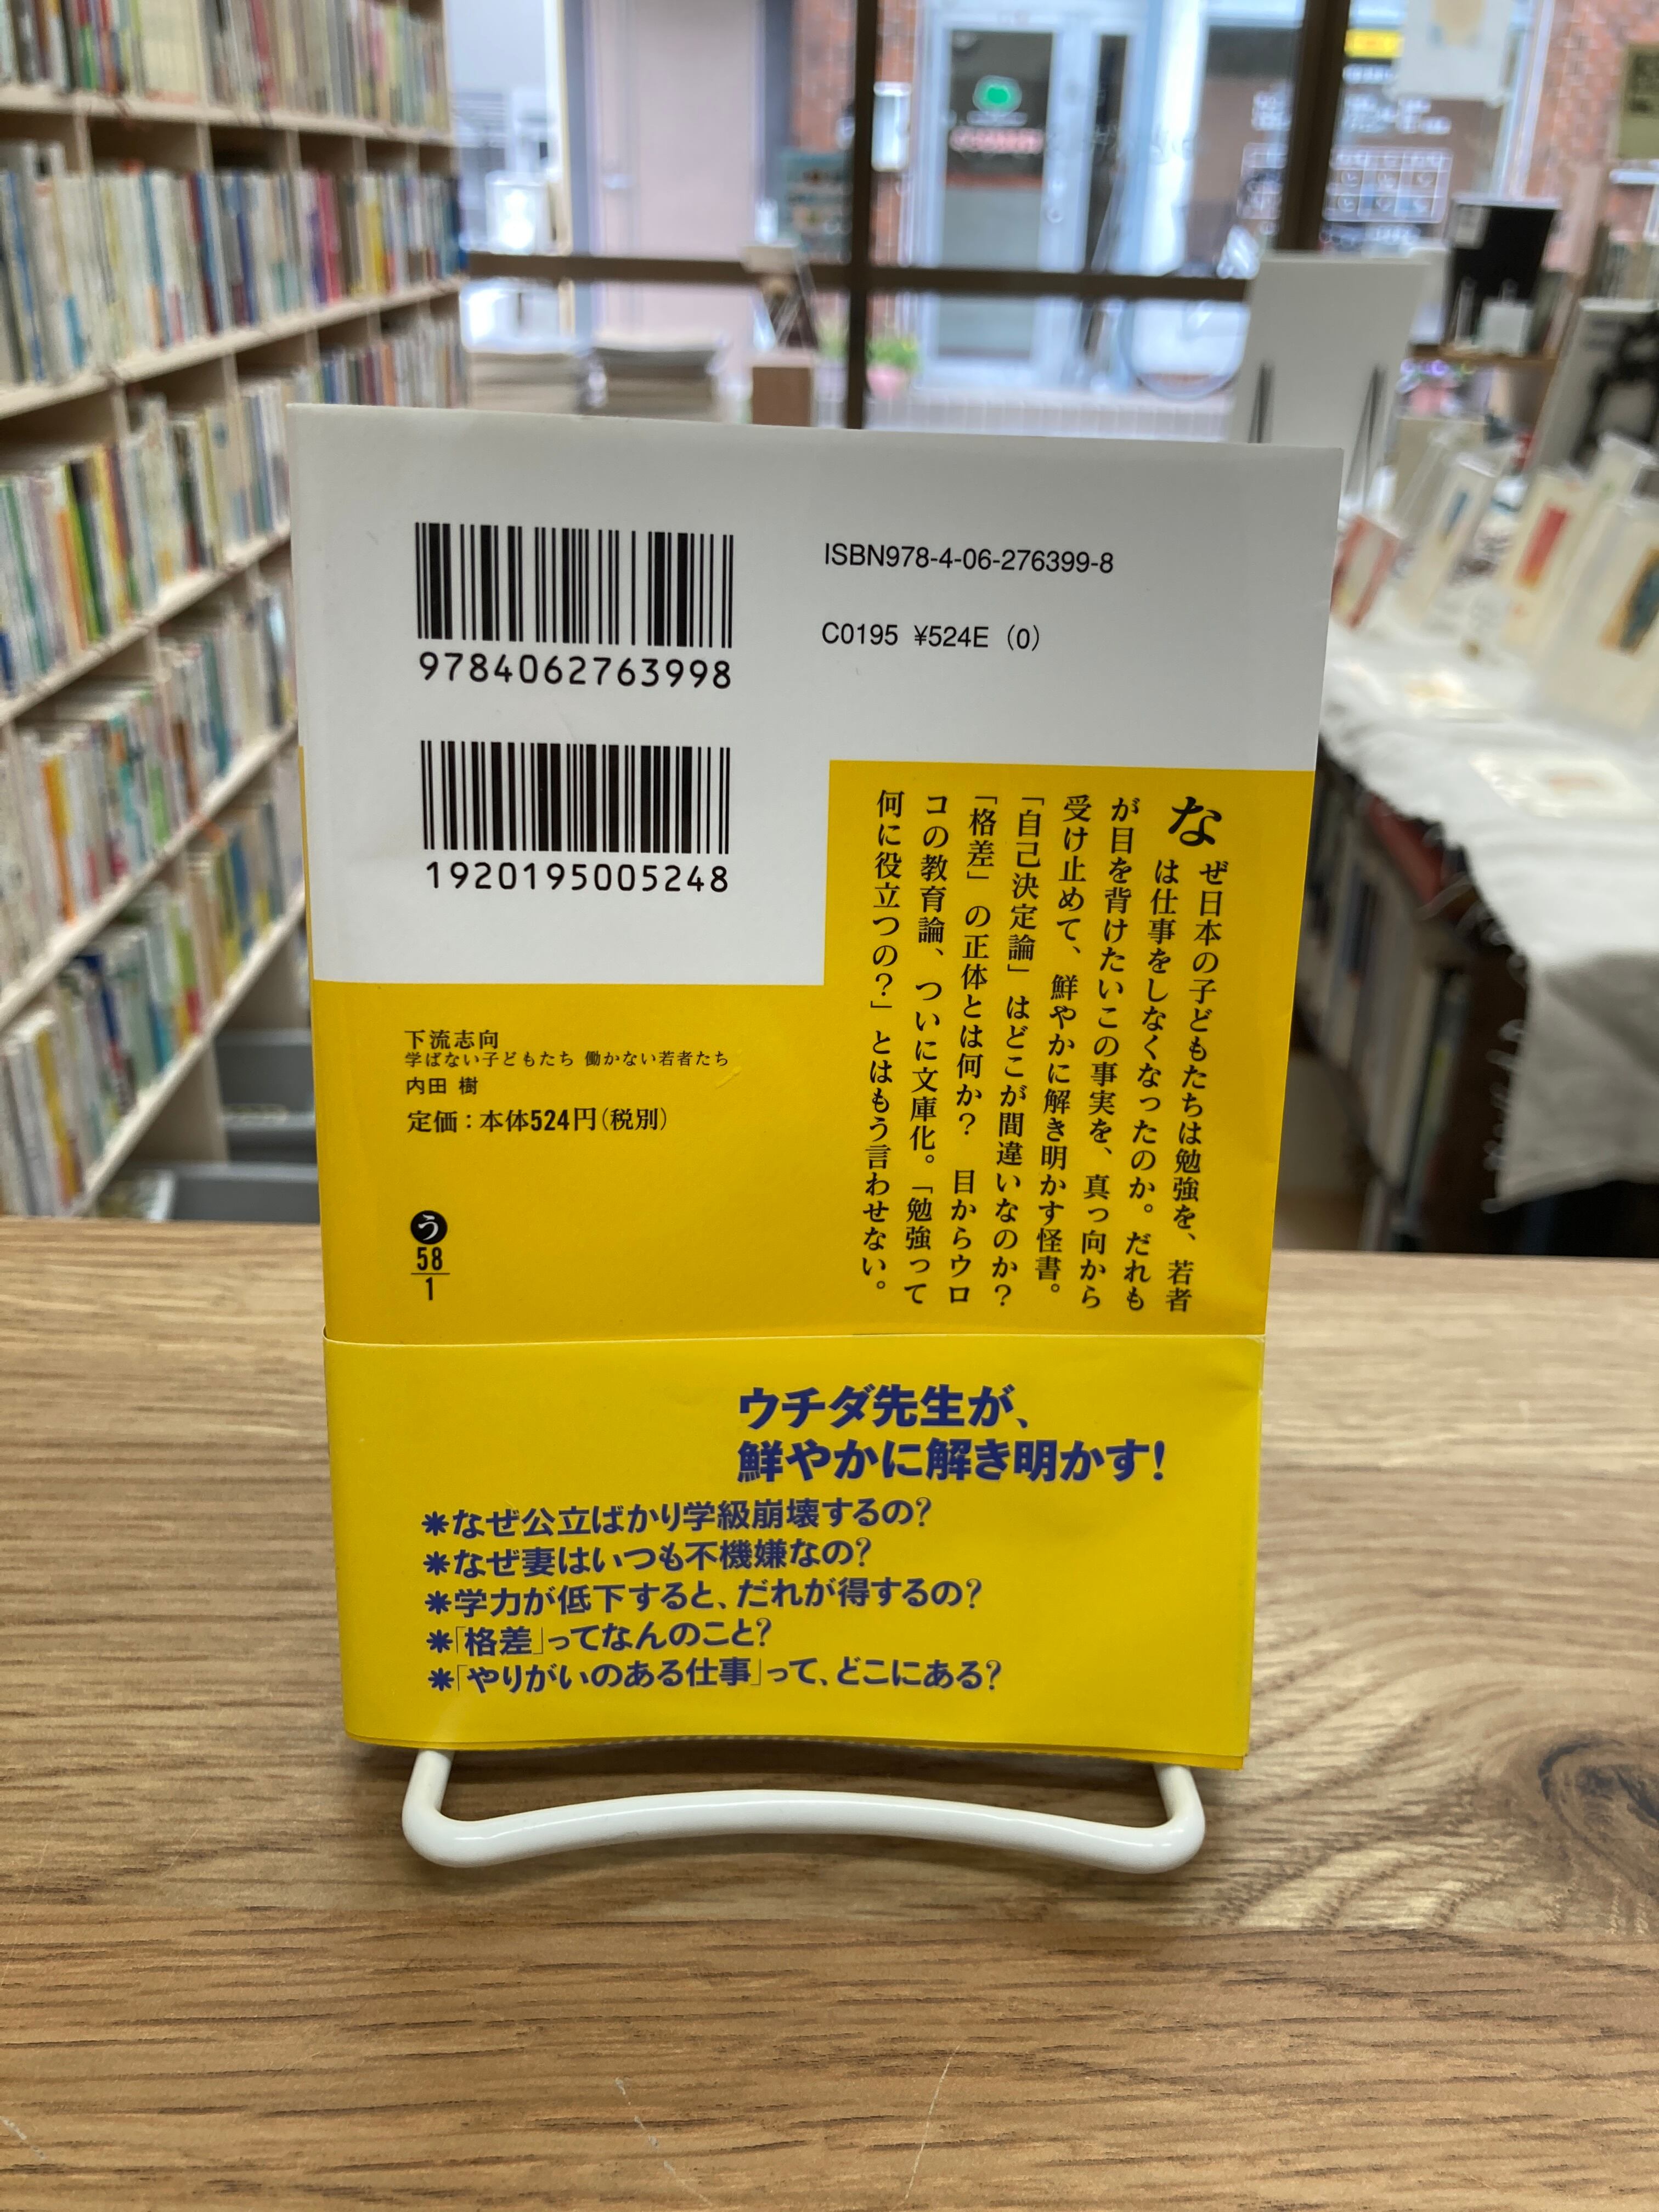 9784062763998
ISBN978-4-06-276399-8
C0195 ¥524E (0)
1920195005248
なぜ日本の子どもたちは勉強を、若者
は仕事をしなくなったのか。だれも
が目を背けたいこの事実を、真っ向から
受け止めて、鮮やかに解き明かす怪書。
「自己決定論」はどこが間違いなのか？
「格差」の正体とは何か？　目からウロ
コの教育論、ついに文庫化。「勉強って
何に役立つの？」とはもう言わせない。
下流志向
学ばない子どもたち 働かない若者たち
内田 樹
定価：本体524円(税別)
う
58
1
ウチダ先生が、
鮮やかに解き明かす!
＊なぜ公立ばかり学級崩壊するの?
＊なぜ妻はいつも不機嫌なの?
＊学力が低下すると、だれが得するの?
＊「格差」ってなんのこと?
＊「やりがいのある仕事」って、どこにある?